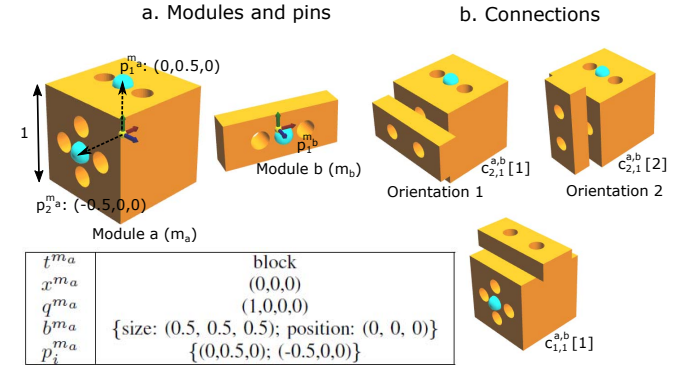 a. Modules and pins
b. Connections
p₁^mₐ: (0,0.5,0)
1
p₁^m_b
Module b (m_b)
p₂^mₐ: (-0.5,0,0)
Module a (mₐ)
c₂,₁^a,b [1]
Orientation 1
c₂,₁^a,b [2]
Orientation 2
t^mₐ block
x^mₐ (0,0,0)
q^mₐ (1,0,0,0)
b^mₐ {size: (0.5, 0.5, 0.5); position: (0, 0, 0)}
pᵢ^mₐ {(0,0.5,0); (-0.5,0,0)}
c₁,₁^a,b [1]